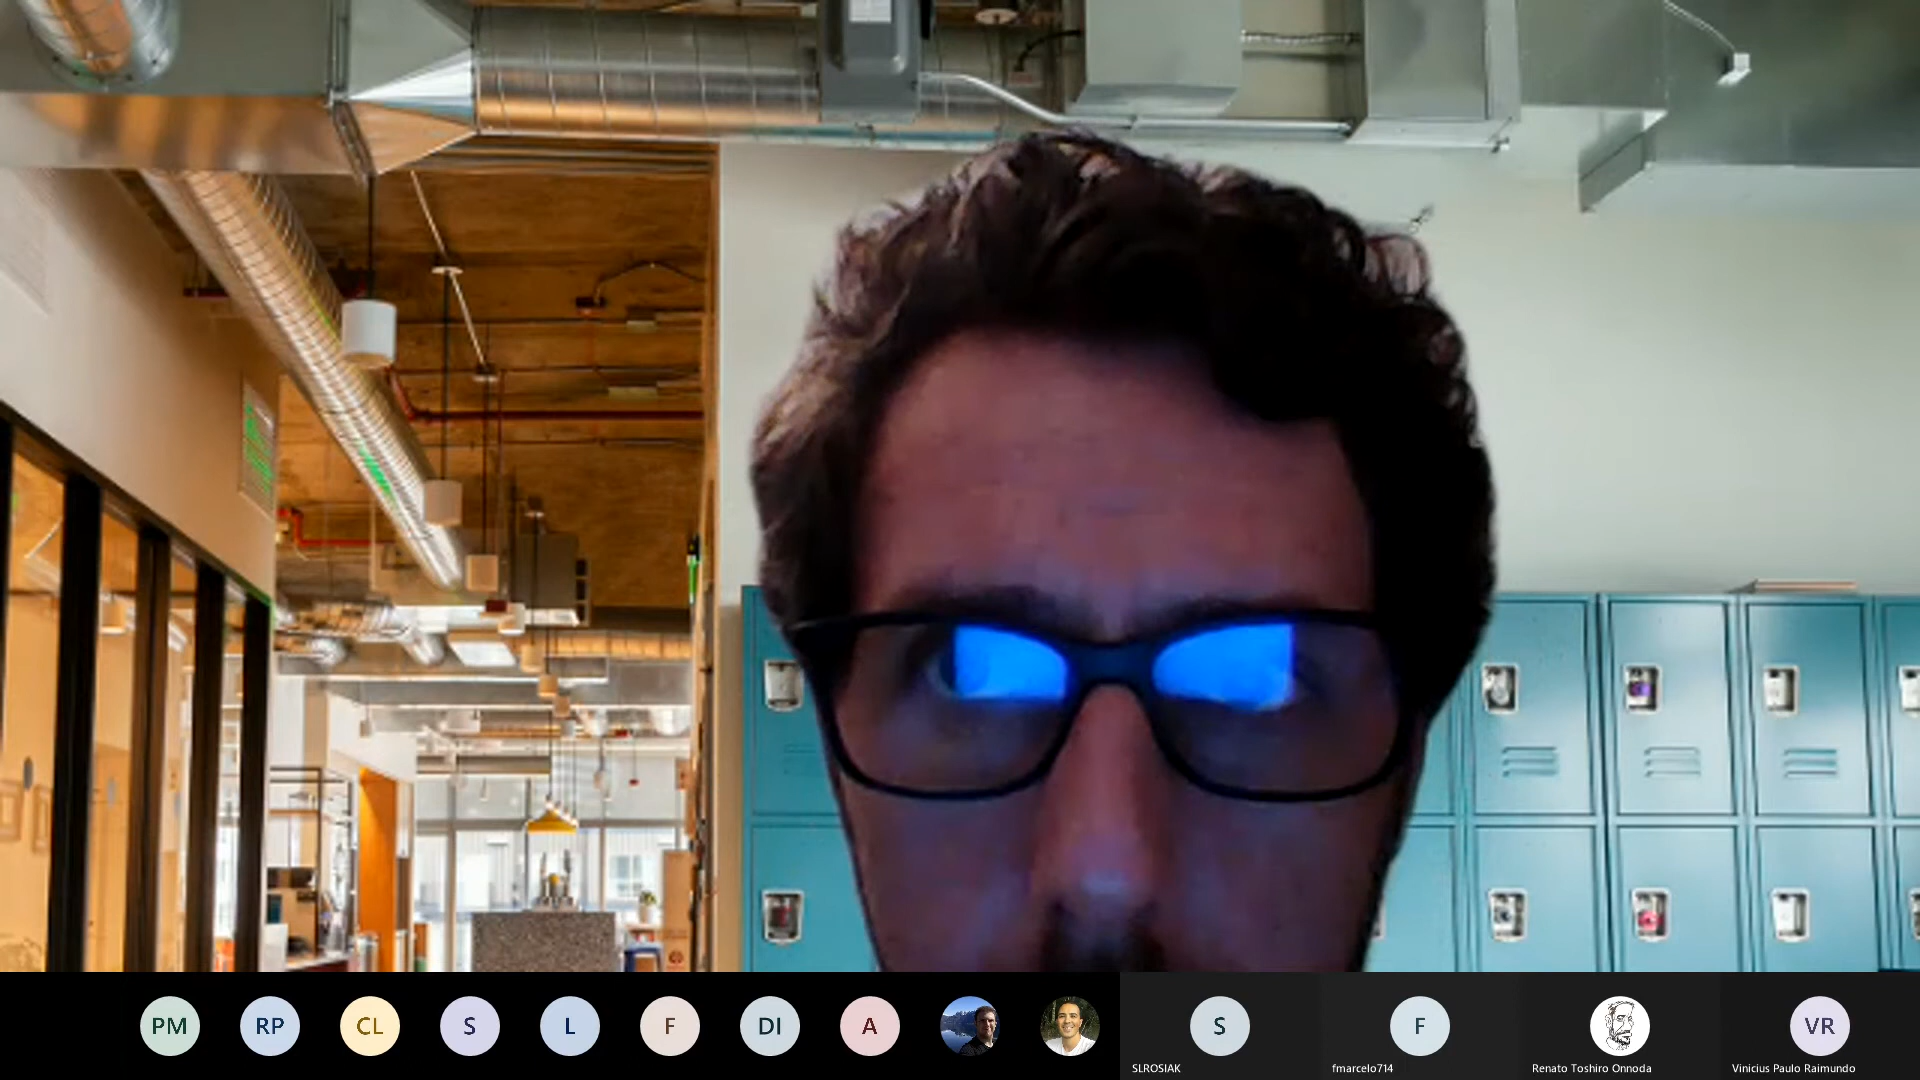 PM RP CL S L F DI A S F VR
SLROSIAK fmarcelo714 Renato Toshiro Onnoda Vinicius Paulo Raimundo